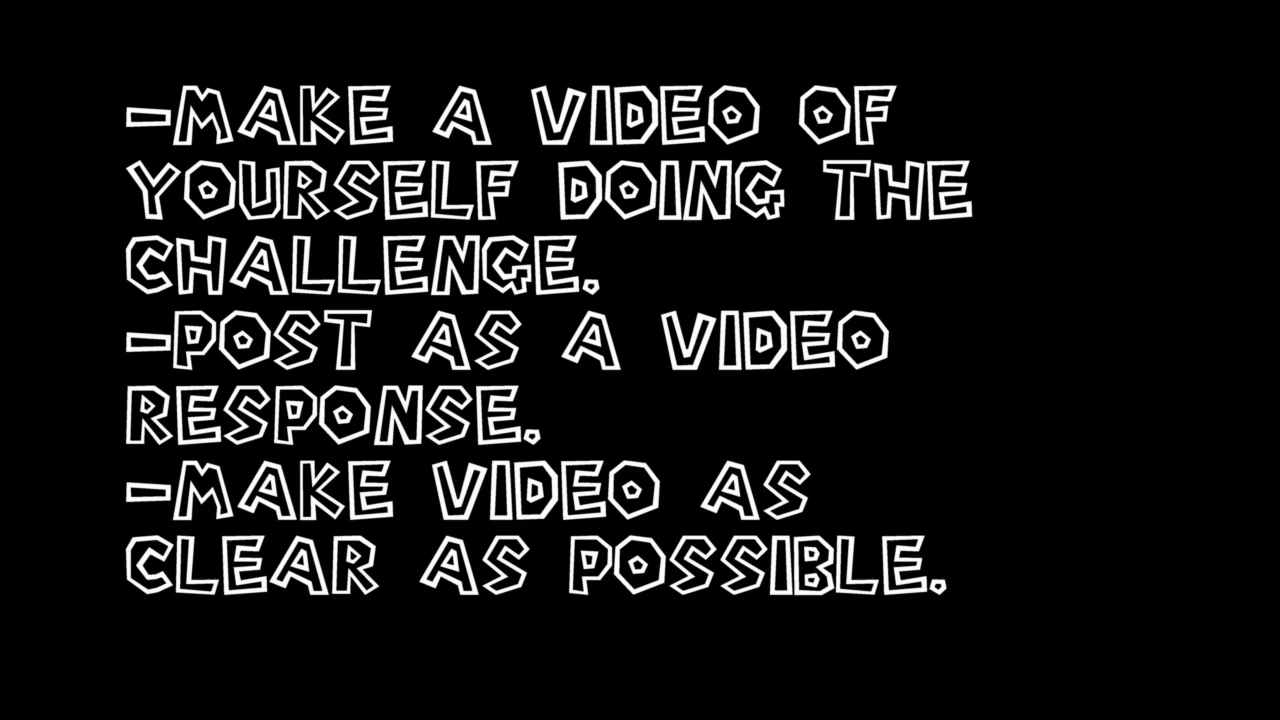 -MAKE A VIDEO OF
YOURSELF DOING THE
CHALLENGE.
-POST AS A VIDEO
RESPONSE.
-MAKE VIDEO AS
CLEAR AS POSSIBLE.